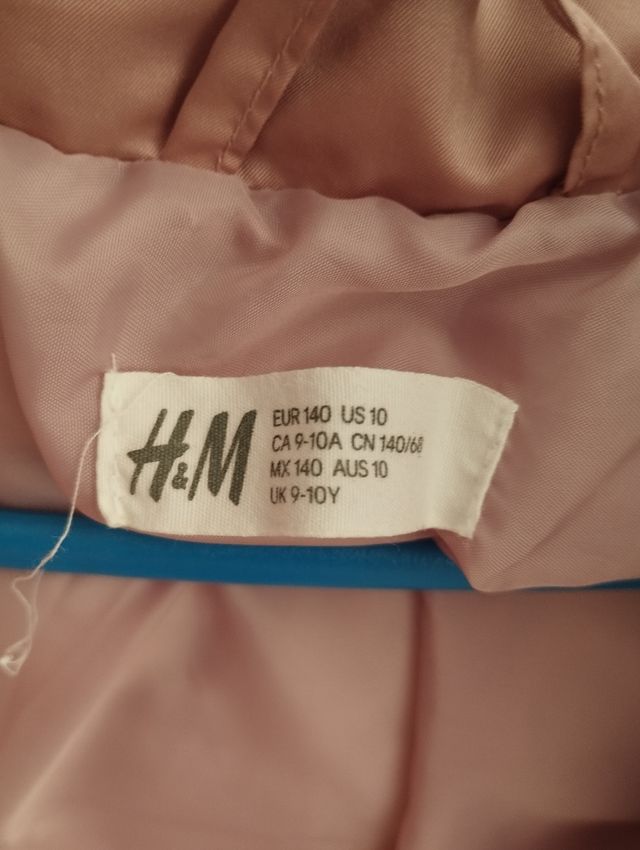 H&M
EUR 140 US 10
CA 9-10A CN 140/68
MX 140 AUS 10
UK 9-10Y